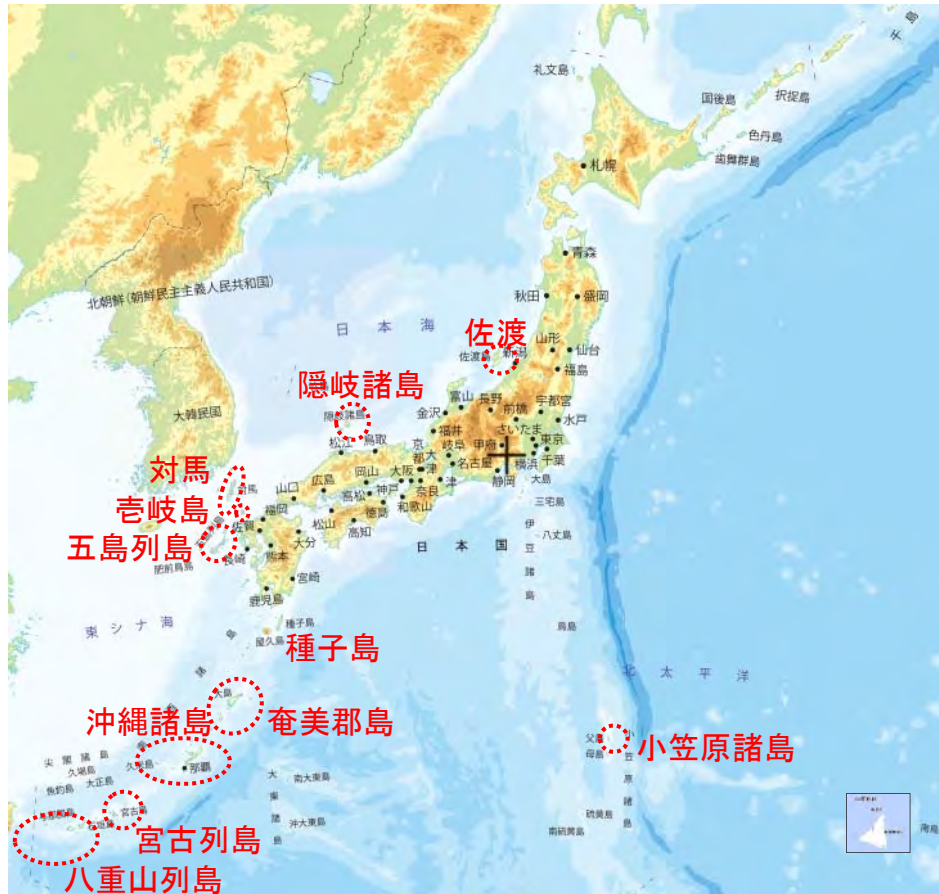 千島
礼文島
国後島
択捉島
色丹島
歯舞群島
札幌
青森
北朝鮮(朝鮮民主主義人民共和国)
秋田
盛岡
日本海
佐渡
佐渡島
新潟
山形
仙台
福島
隠岐諸島
隠岐諸島
富山
長野
前橋
宇都宮
金沢
水戸
大韓民国
福井
岐阜
甲府
さいたま
東京
松江
鳥取
京都
大津
名古屋
横浜
千葉
対馬
対馬
広島
岡山
大阪
津
静岡
大島
山口
神戸
奈良
壱岐島
福岡
高松
和歌山
三宅島
佐賀
松山
徳島
五島列島
大分
高知
日本国
伊豆諸島
八丈島
長崎
熊本
肥前鳥島
宮崎
鹿児島
東シナ海
種子島
屋久島
種子島
鳥島
北太平洋
大島
沖縄諸島
奄美群島
父島
母島
小笠原諸島
小笠原諸島
尖閣諸島
久場島
久米島
那覇
魚釣島
大正島
大東諸島
南大東島
宮古島
沖大東島
硫黄島
南硫黄島
宮古列島
八重山列島
南鳥